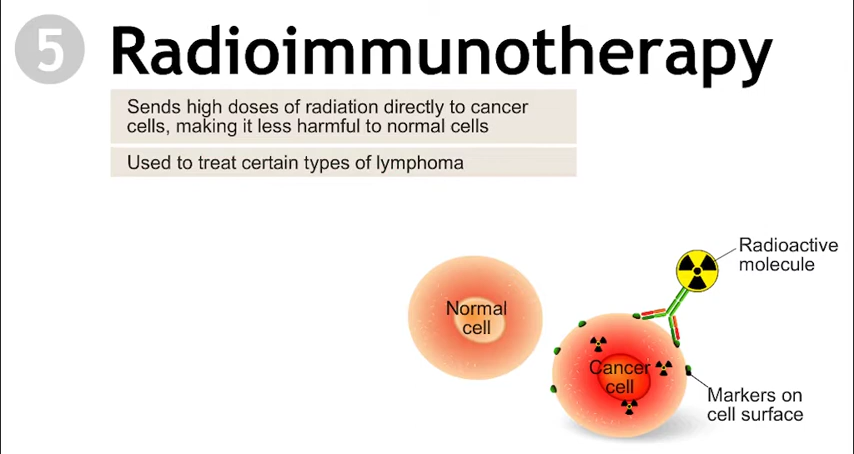 5
Radioimmunotherapy
Sends high doses of radiation directly to cancer
cells, making it less harmful to normal cells
Used to treat certain types of lymphoma
Radioactive
molecule
Normal
cell
Cancer
cell
Markers on
cell surface